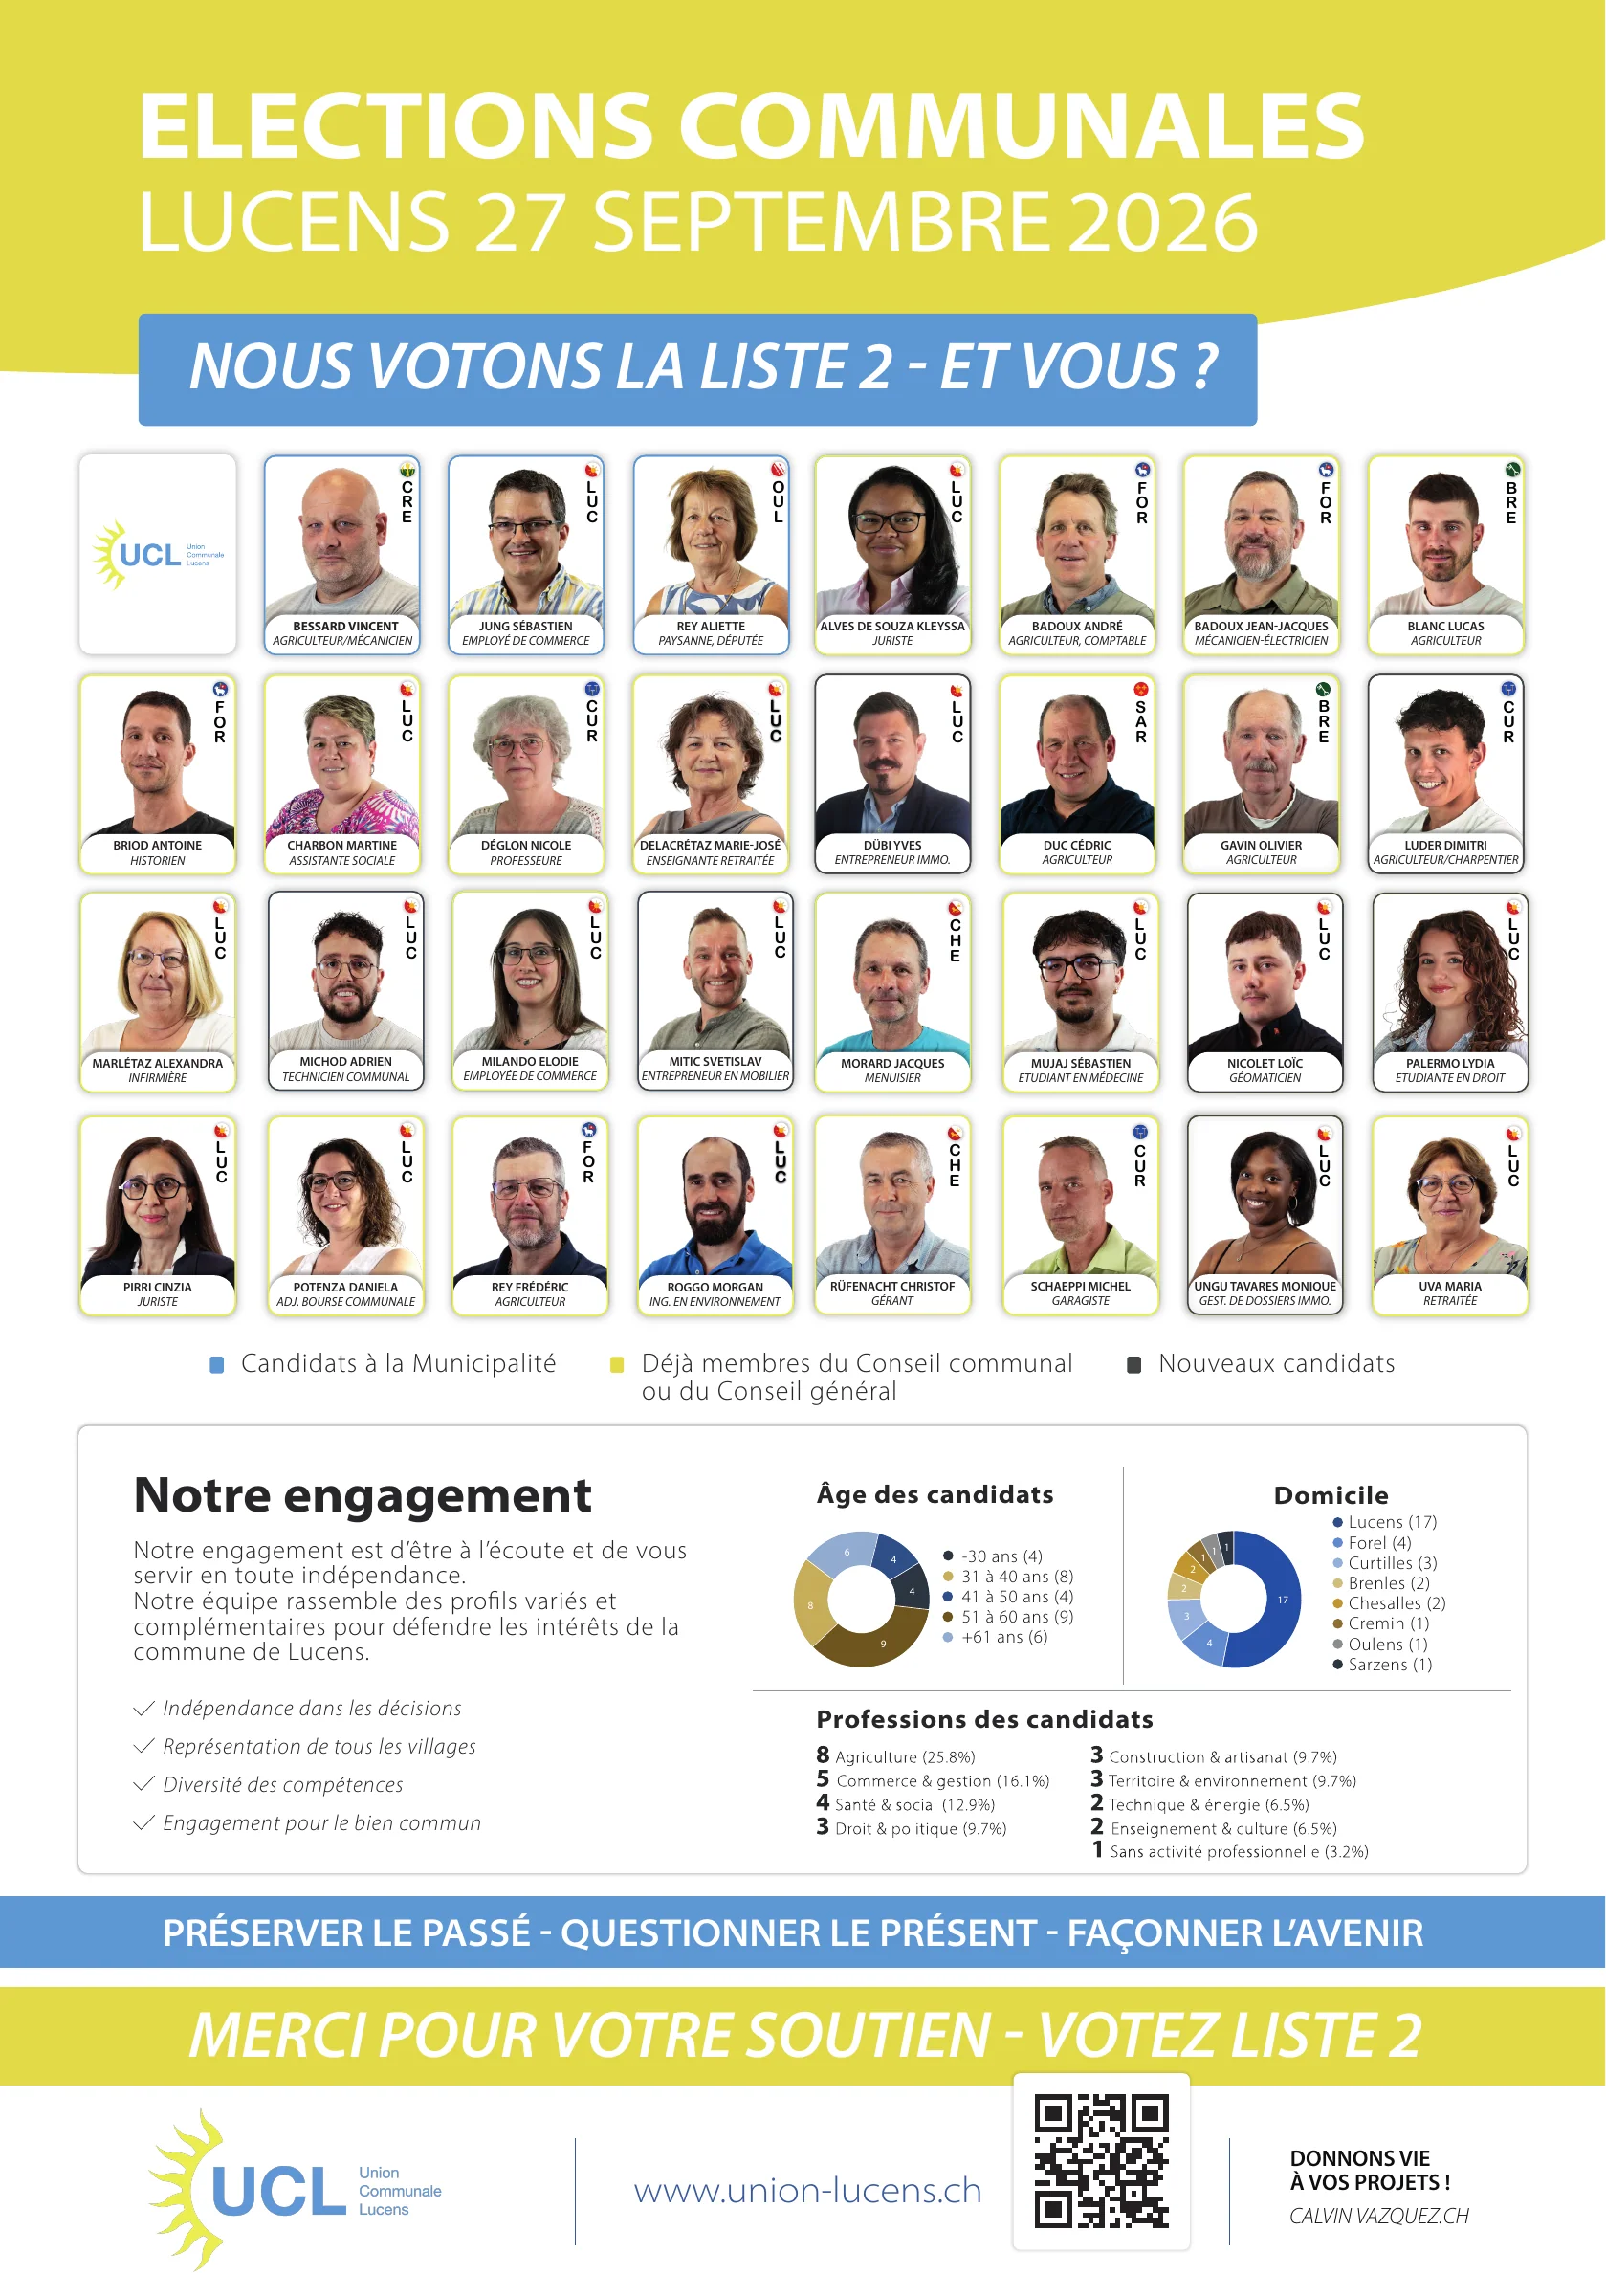 ELECTIONS COMMUNALES
LUCENS 27 SEPTEMBRE 2026
NOUS VOTONS LA LISTE 2 - ET VOUS ?
UCL Union
Communale
Lucens
CRE
BESSARD VINCENT
AGRICULTEUR/MÉCANICIEN
LUC
JUNG SÉBASTIEN
EMPLOYÉ DE COMMERCE
OUL
REY ALIETTE
PAYSANNE, DÉPUTÉE
LUC
ALVES DE SOUZA KLEYSSA
JURISTE
FOR
BADOUX ANDRÉ
AGRICULTEUR, COMPTABLE
FOR
BADOUX JEAN-JACQUES
MÉCANICIEN-ÉLECTRICIEN
BRE
BLANC LUCAS
AGRICULTEUR
FOR
BRIOD ANTOINE
HISTORIEN
LUC
CHARBON MARTINE
ASSISTANTE SOCIALE
CUR
DÉGLON NICOLE
PROFESSEURE
LUC
DELACRÉTAZ MARIE-JOSÉ
ENSEIGNANTE RETRAITÉE
LUC
DÜBI YVES
ENTREPRENEUR IMMO.
SAR
DUC CÉDRIC
AGRICULTEUR
BRE
GAVIN OLIVIER
AGRICULTEUR
CUR
LUDER DIMITRI
AGRICULTEUR/CHARPENTIER
LUC
MARLÉTAZ ALEXANDRA
INFIRMIÈRE
LUC
MICHOD ADRIEN
TECHNICIEN COMMUNAL
LUC
MILANDO ELODIE
EMPLOYÉE DE COMMERCE
LUC
MITIC SVETISLAV
ENTREPRENEUR EN MOBILIER
CHE
MORARD JACQUES
MENUISIER
LUC
MUJAJ SÉBASTIEN
ETUDIANT EN MÉDECINE
LUC
NICOLET LOÏC
GÉOMATICIEN
LUC
PALERMO LYDIA
ETUDIANTE EN DROIT
LUC
PIRRI CINZIA
JURISTE
LUC
POTENZA DANIELA
ADJ. BOURSE COMMUNALE
FOR
REY FRÉDÉRIC
AGRICULTEUR
LUC
ROGGO MORGAN
ING. EN ENVIRONNEMENT
CHE
RÜFENACHT CHRISTOF
GÉRANT
CUR
SCHAEPPI MICHEL
GARAGISTE
LUC
UNGU TAVARES MONIQUE
GEST. DE DOSSIERS IMMO.
LUC
UVA MARIA
RETRAITÉE
Candidats à la Municipalité
Déjà membres du Conseil communal
ou du Conseil général
Nouveaux candidats
Notre engagement
Notre engagement est d’être à l’écoute et de vous
servir en toute indépendance.
Notre équipe rassemble des profils variés et
complémentaires pour défendre les intérêts de la
commune de Lucens.
Indépendance dans les décisions
Représentation de tous les villages
Diversité des compétences
Engagement pour le bien commun
Âge des candidats
6
4
4
8
9
-30 ans (4)
31 à 40 ans (8)
41 à 50 ans (4)
51 à 60 ans (9)
+61 ans (6)
Domicile
1
1
1
2
2
3
4
17
Lucens (17)
Forel (4)
Curtilles (3)
Brenles (2)
Chesalles (2)
Cremin (1)
Oulens (1)
Sarzens (1)
Professions des candidats
8 Agriculture (25.8%)
5 Commerce & gestion (16.1%)
4 Santé & social (12.9%)
3 Droit & politique (9.7%)
3 Construction & artisanat (9.7%)
3 Territoire & environnement (9.7%)
2 Technique & énergie (6.5%)
2 Enseignement & culture (6.5%)
1 Sans activité professionnelle (3.2%)
PRÉSERVER LE PASSÉ - QUESTIONNER LE PRÉSENT - FAÇONNER L’AVENIR
MERCI POUR VOTRE SOUTIEN - VOTEZ LISTE 2
UCL Union
Communale
Lucens
www.union-lucens.ch
DONNONS VIE
À VOS PROJETS !
CALVIN VAZQUEZ.CH